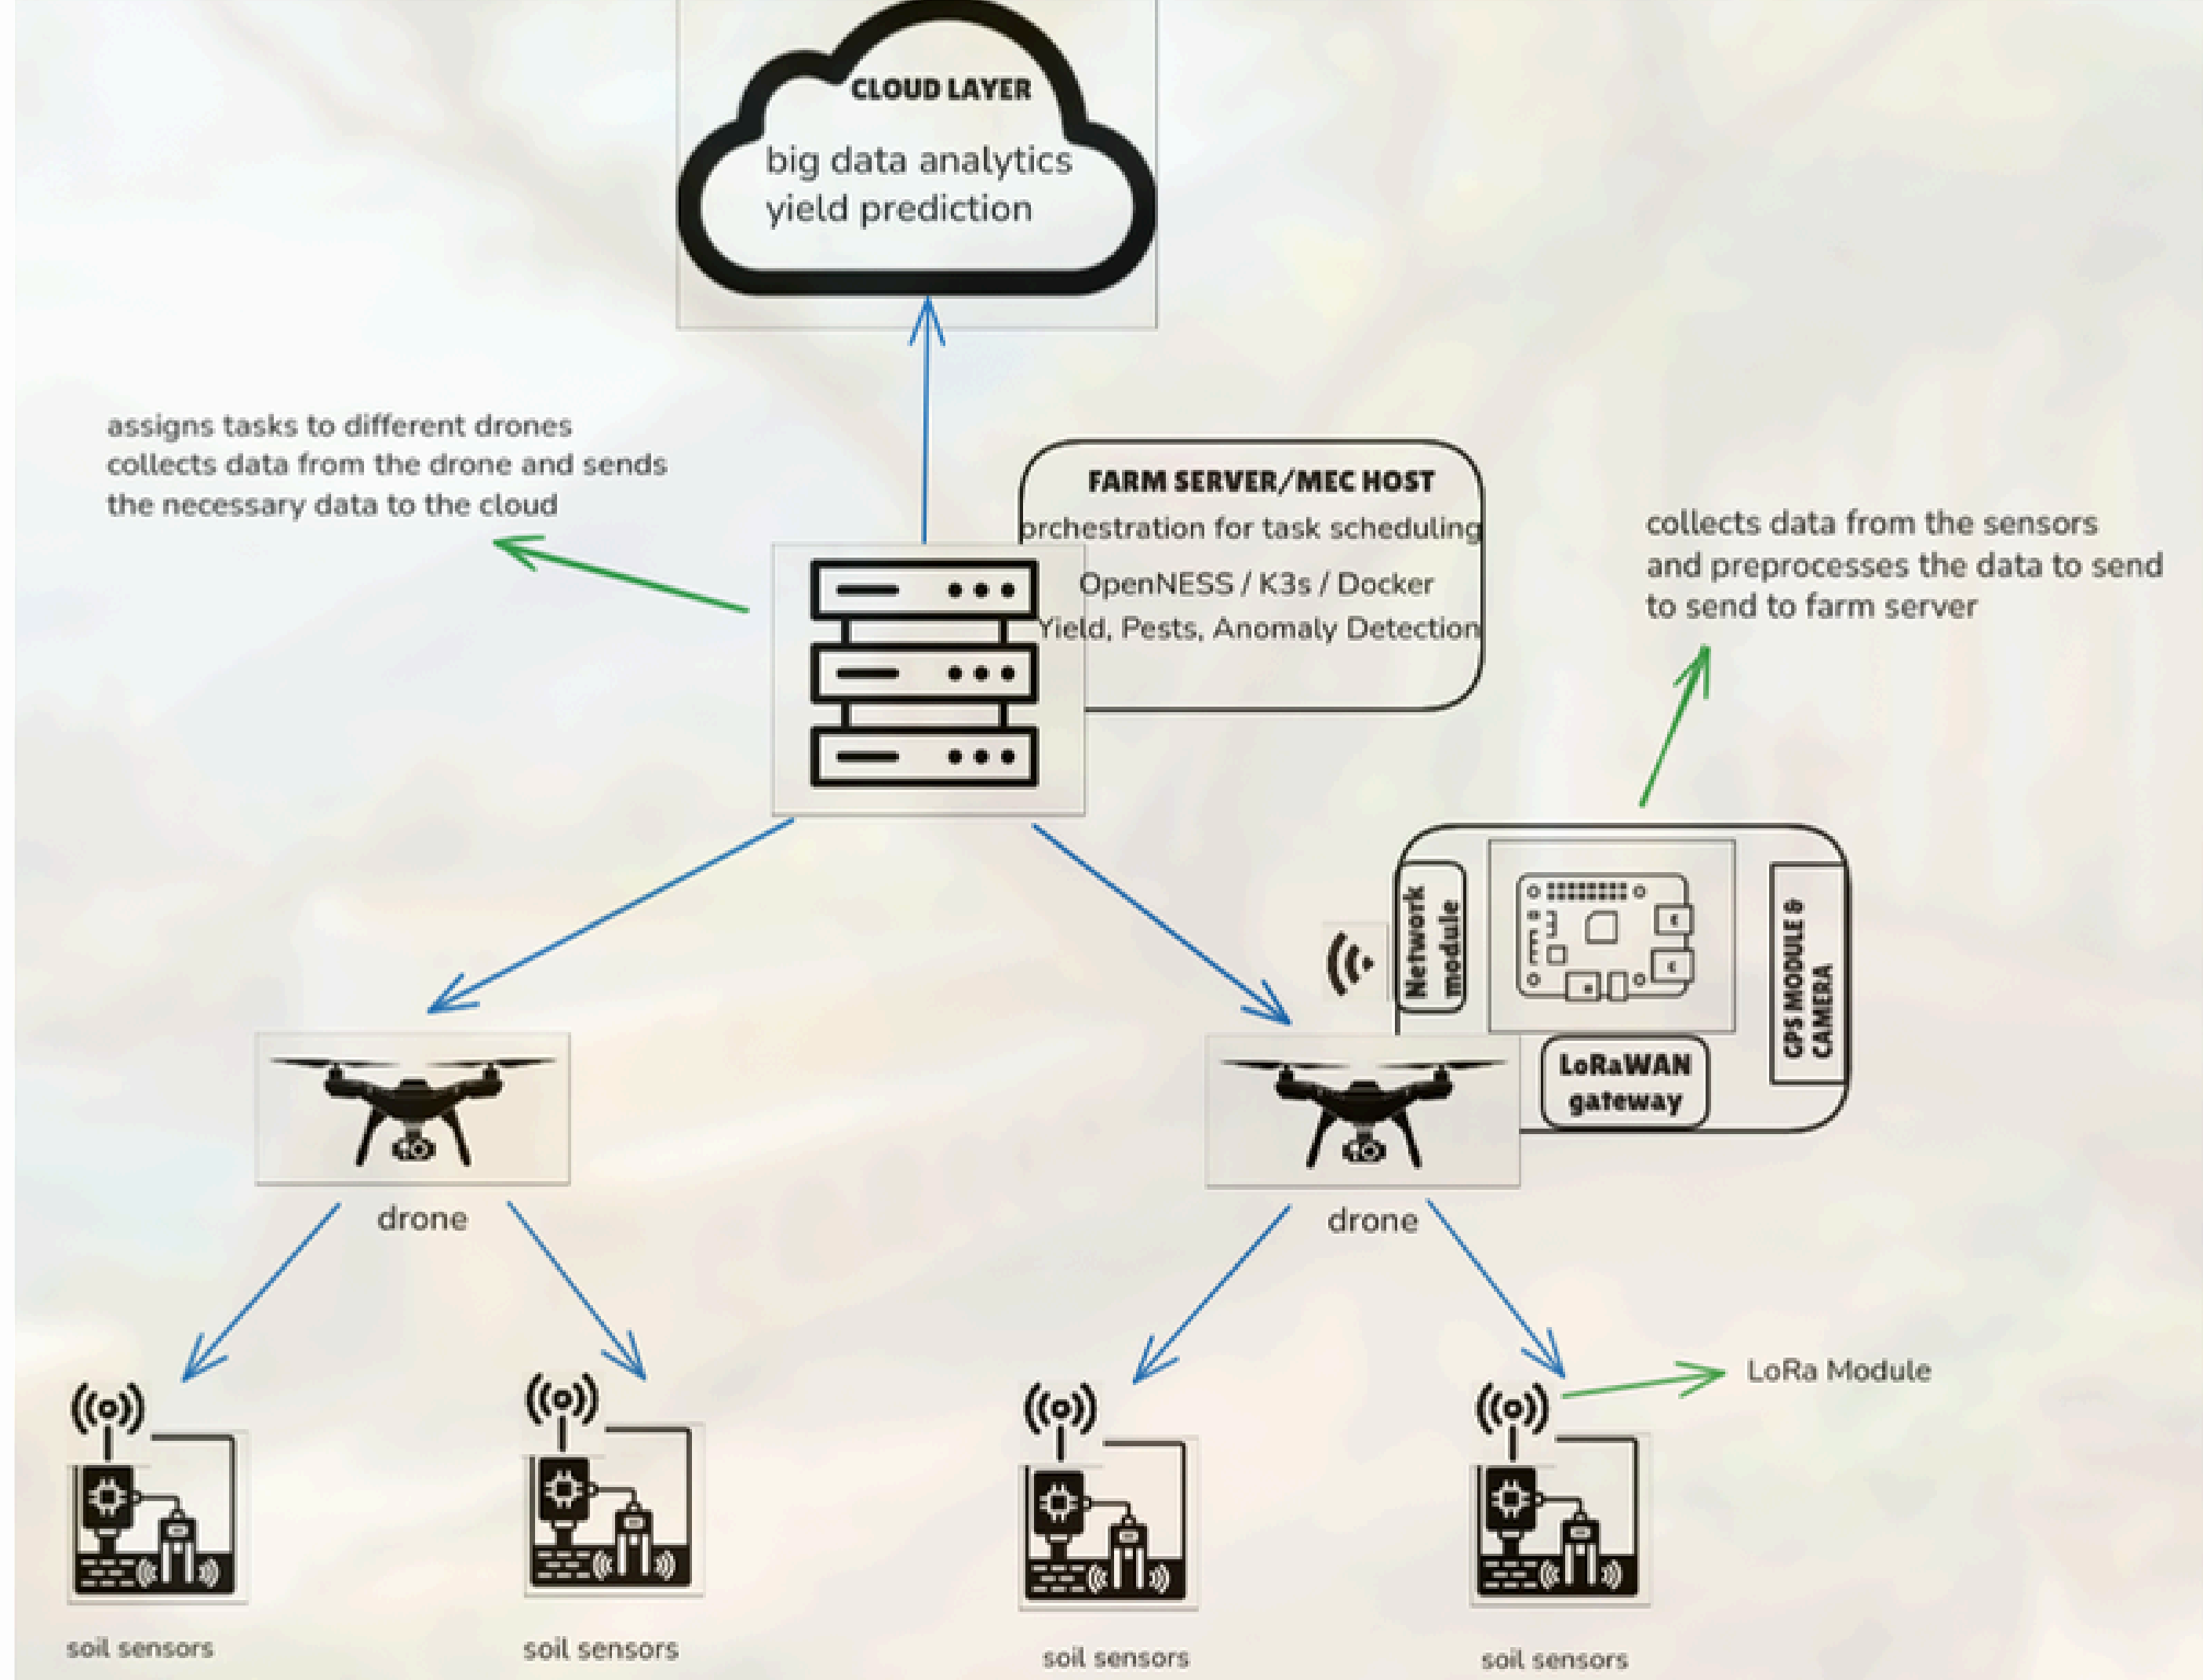 CLOUD LAYER
big data analytics
yield prediction
assigns tasks to different drones
collects data from the drone and sends
the necessary data to the cloud
FARM SERVER/MEC HOST
orchestration for task scheduling
OpenNESS / K3s / Docker
Yield, Pests, Anomaly Detection
collects data from the sensors
and preprocesses the data to send
to send to farm server
Network
module
GPS MODULE &
CAMERA
LoRaWAN
gateway
drone
drone
LoRa Module
soil sensors
soil sensors
soil sensors
soil sensors